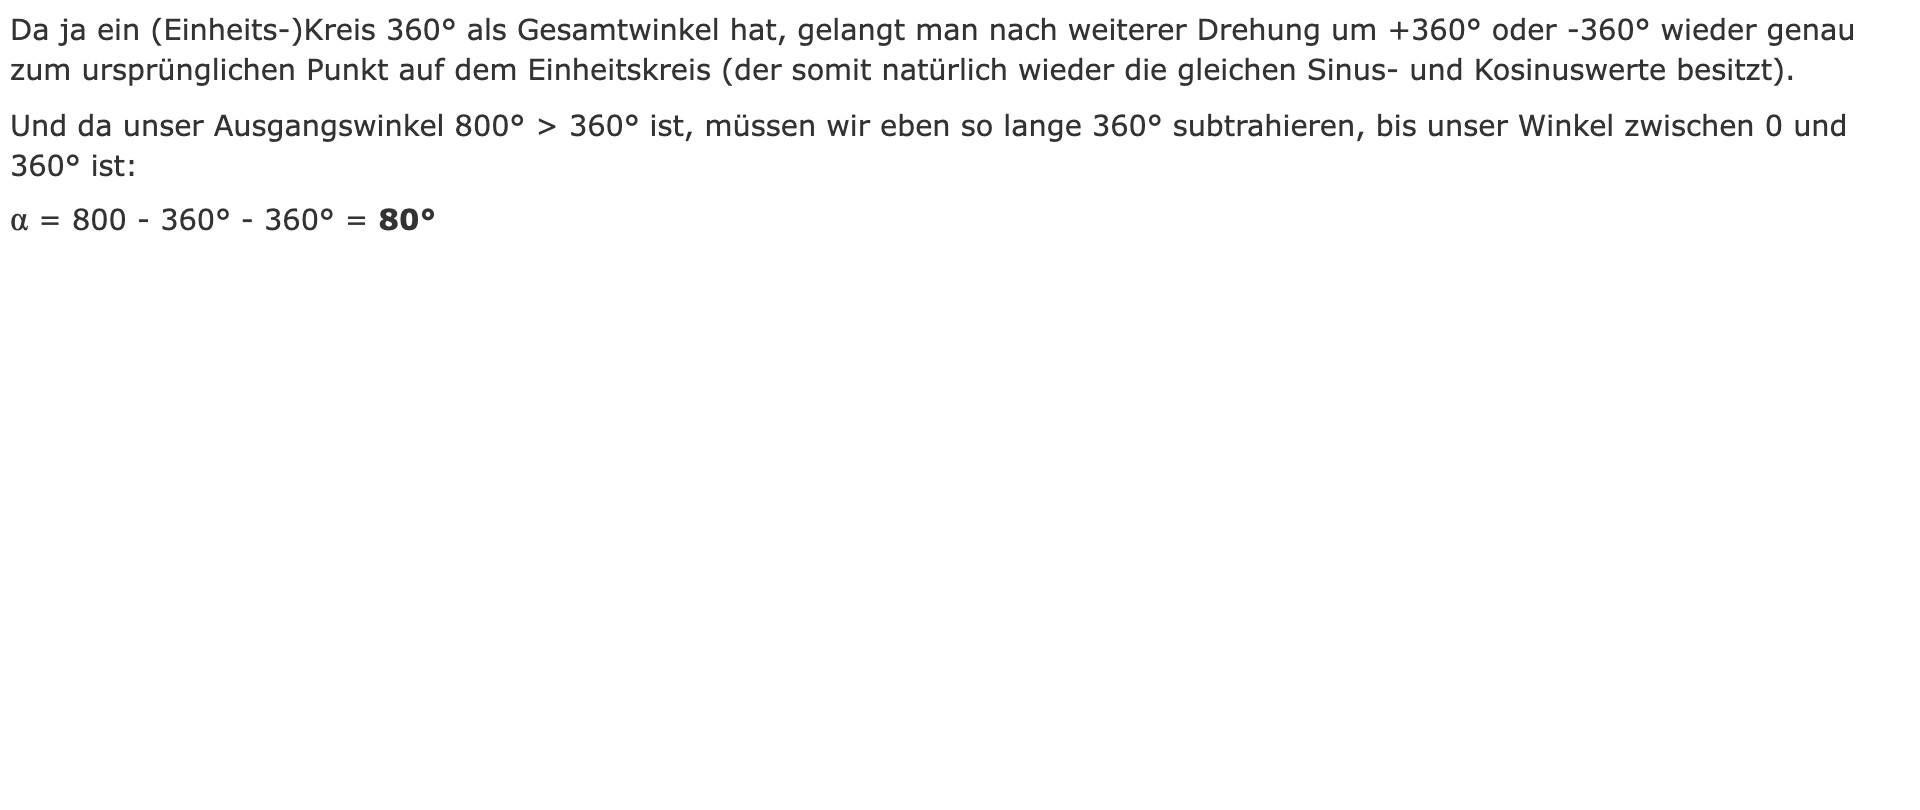 Da ja ein (Einheits-)Kreis 360° als Gesamtwinkel hat, gelangt man nach weiterer Drehung um +360° oder -360° wieder genau
zum ursprünglichen Punkt auf dem Einheitskreis (der somit natürlich wieder die gleichen Sinus- und Kosinuswerte besitzt).
Und da unser Ausgangswinkel 800° > 360° ist, müssen wir eben so lange 360° subtrahieren, bis unser Winkel zwischen 0 und
360° ist:
α = 800 - 360° - 360° = 80°